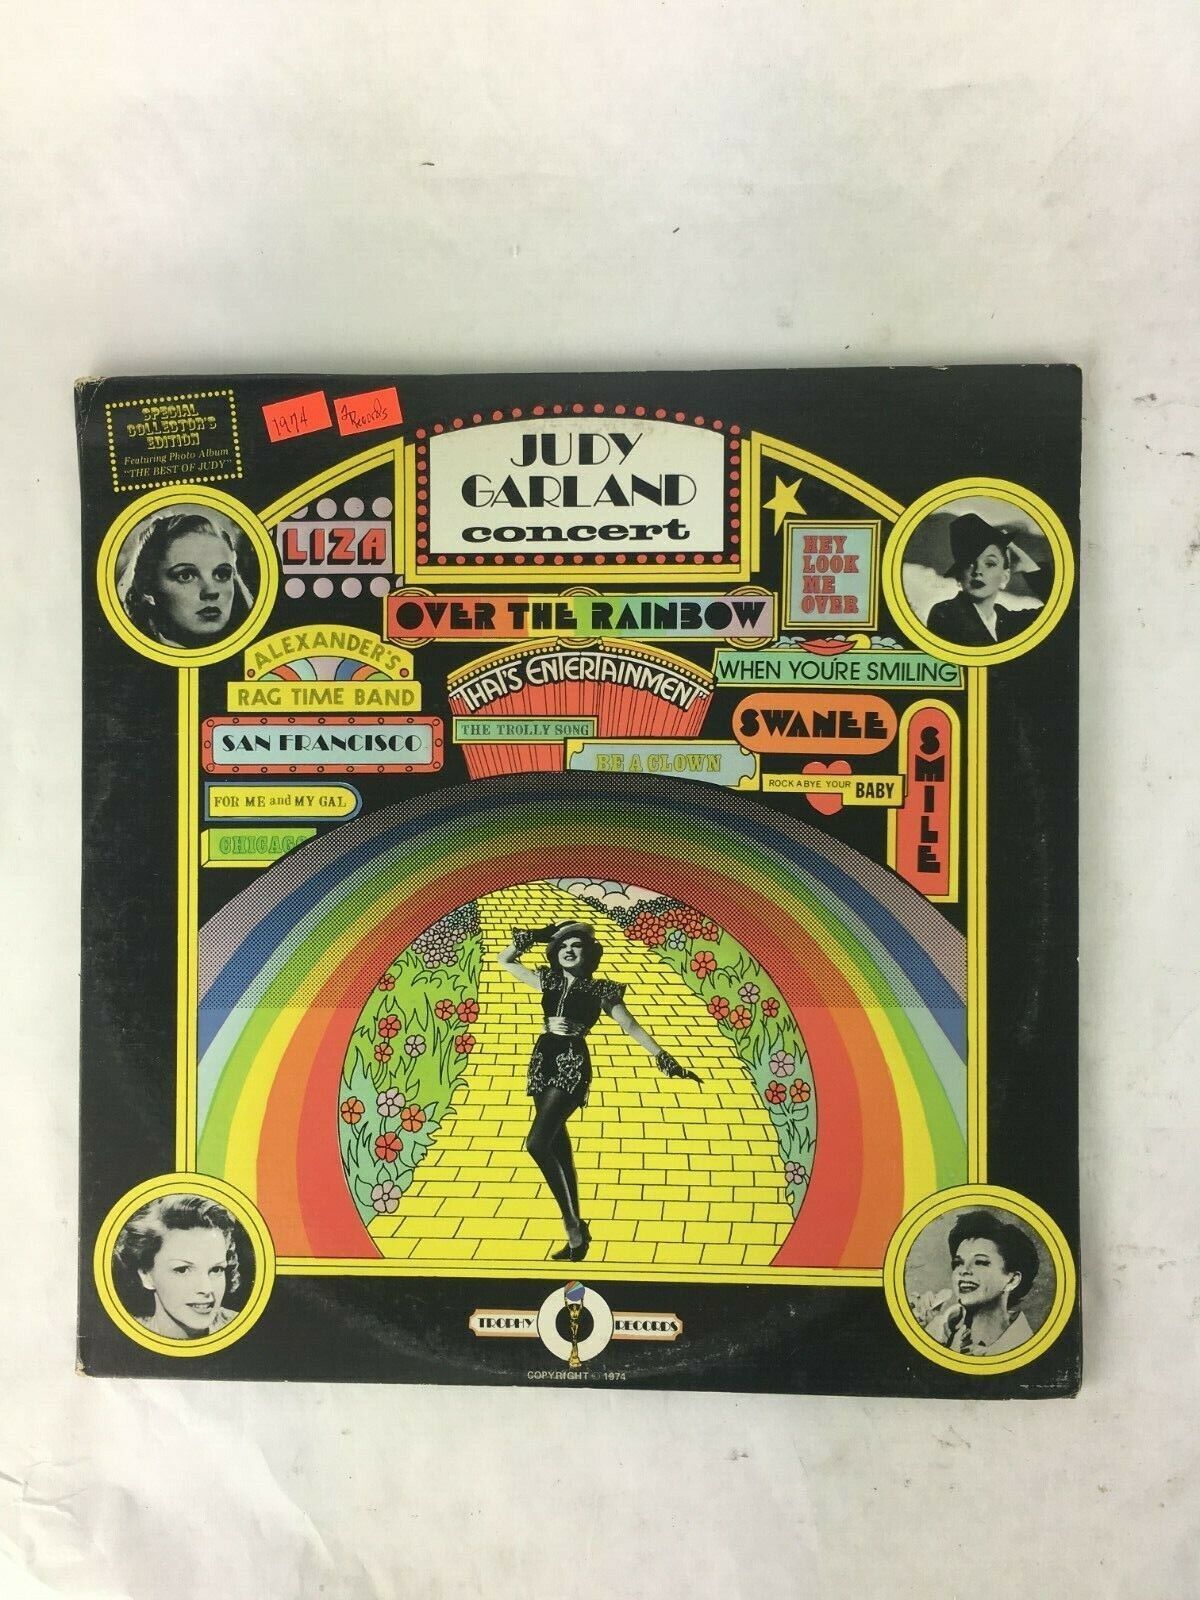 SPECIAL
COLLECTOR'S
EDITION
Featuring Photo Album
"THE BEST OF JUDY"
1974
2 Records
JUDY
GARLAND
concert
LIZA
HEY
LOOK
ME
OVER
OVER THE RAINBOW
ALEXANDER'S
RAG TIME BAND
"THAT'S ENTERTAINMENT"
WHEN YOU'RE SMILING
SAN FRANCISCO
THE TROLLY SONG
SWANEE
SMILE
BE A CLOWN
ROCK A BYE YOUR
BABY
FOR ME and MY GAL
CHICAGO
TROPHY
RECORDS
COPYRIGHT © 1974